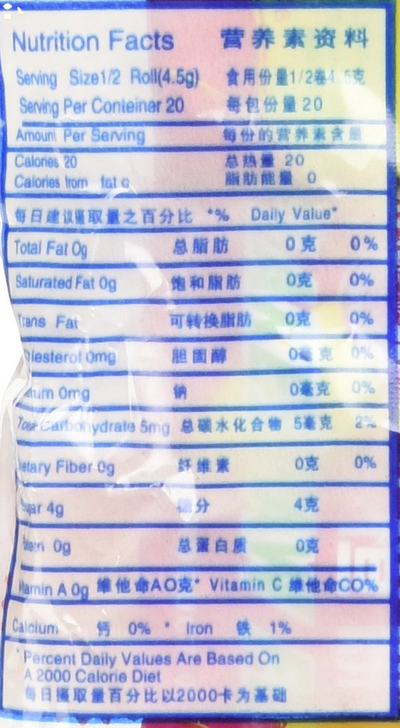 Nutrition Facts 营养素资料
Serving Size1/2 Roll(4.5g) 食用份量1/2卷4.5克
Serving Per Conteiner 20 每包份量20
Amount Per Serving 每份的营养素含量
Calories 20 总热量 20
Calories from fat 0 脂肪能量 0
每日建议摄取量之百分比 *% Daily Value*
Total Fat 0g 总脂肪 0克 0%
Saturated Fat 0g 饱和脂肪 0克 0%
Trans Fat 可转换脂肪 0克 0%
lesterol 0mg 胆固醇 0毫克 0%
ium 0mg 钠 0毫克 0%
Total Carbohydrate 5mg 总碳水化合物 5毫克 2%
etary Fiber 0g 纤维素 0克 0%
gar 4g 糖分 4克
0g 总蛋白质 0克
itamin A 0g 维他命AO克* Vitamin C 维他命CO%
Calcium 钙 0% * Iron 铁 1%
*Percent Daily Values Are Based On
A 2000 Calorie Diet
每日摄取量百分比以2000卡为基础